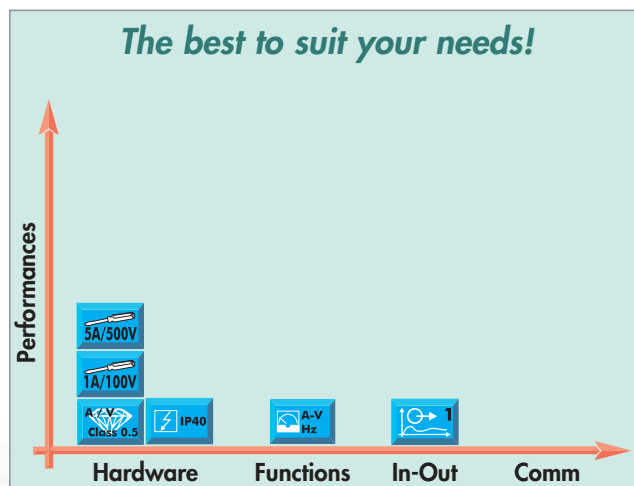 The best to suit your needs!
Performances
5A/500V
1A/100V
A / V
Class 0.5
IP40
A-V
Hz
1
Hardware
Functions
In-Out
Comm